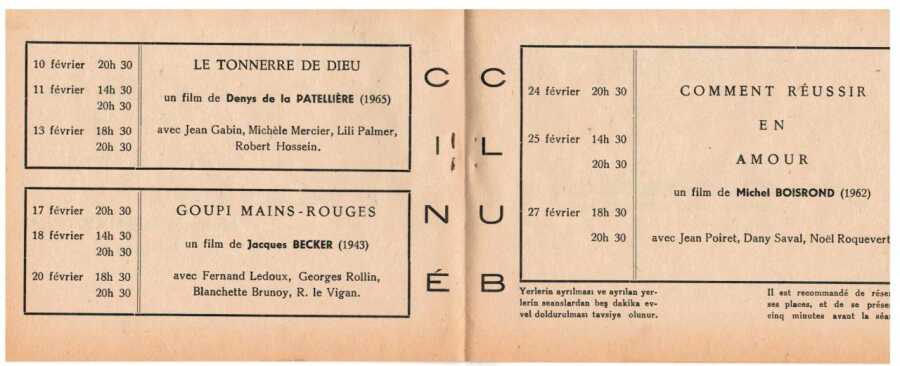 10 février 20h 30
11 février 14h 30
20h 30
13 février 18h 30
20h 30
LE TONNERRE DE DIEU
un film de Denys de la PATELLIÈRE (1965)
avec Jean Gabin, Michèle Mercier, Lili Palmer,
Robert Hossein.
17 février 20h 30
18 février 14h 30
20h 30
20 février 18h 30
20h 30
GOUPI MAINS-ROUGES
un film de Jacques BECKER (1943)
avec Fernand Ledoux, Georges Rollin,
Blanchette Brunoy, R. le Vigan.
CINÉ
CLUB
24 février 20h 30
25 février 14h 30
20h 30
27 février 18h 30
20h 30
COMMENT RÉUSSIR
EN
AMOUR
un film de Michel BOISROND (1962)
avec Jean Poiret, Dany Saval, Noël Roquevert
Yerlerin ayrılması ve ayrılan yer-
lerin seanslardan beş dakika ev-
vel doldurulması tavsiye olunur.
Il est recommandé de rése
ses places, et de se prése
cinq minutes avant la séa